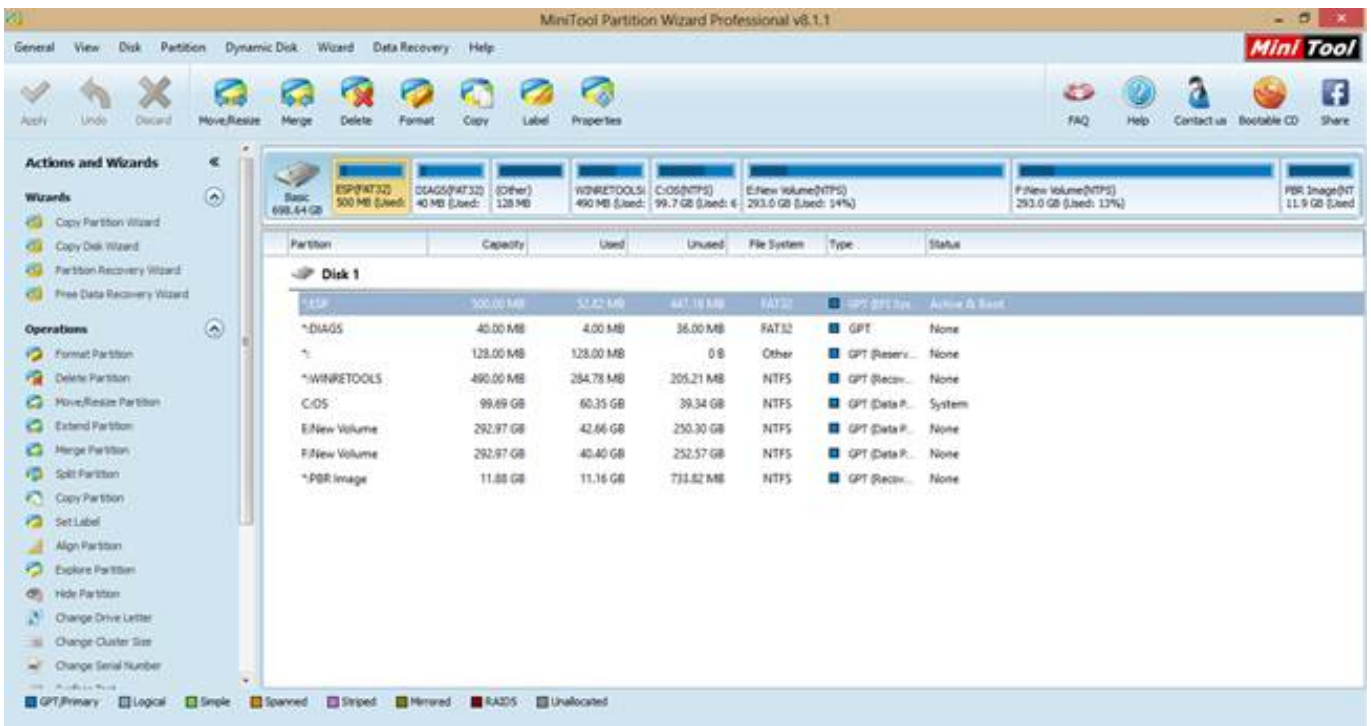 MiniTool Partition Wizard Professional v8.1.1
General View Disk Partition Dynamic Disk Wizard Data Recovery Help
Mini Tool
Apply Undo Discard Move/Resize Merge Delete Format Copy Label Properties FAQ Help Contact us Bootable CD Share
Actions and Wizards
Wizards
Copy Partition Wizard
Copy Disk Wizard
Partition Recovery Wizard
Free Data Recovery Wizard
Operations
Format Partition
Delete Partition
Move/Resize Partition
Extend Partition
Merge Partition
Split Partition
Copy Partition
Set Label
Align Partition
Explore Partition
Hide Partition
Change Drive Letter
Change Cluster Size
Change Serial Number
Basic
698.64 GB
ESP(FAT32)
500 MB (Used:
DIAGS(FAT32)
40 MB (Used:
(Other)
128 MB
WINRETOOLS(
490 MB (Used:
C:OS(NTFS)
99.7 GB (Used: 6
E:New Volume(NTFS)
293.0 GB (Used: 14%)
F:New Volume(NTFS)
293.0 GB (Used: 13%)
PBR Image(NT
11.9 GB (Used
Partition Capacity Used Unused File System Type Status
Disk 1
*:ESP 500.00 MB 52.82 MB 447.18 MB FAT32 GPT (EFI Sys... Active & Boot
*:DIAGS 40.00 MB 4.00 MB 36.00 MB FAT32 GPT None
*: 128.00 MB 128.00 MB 0 B Other GPT (Reserv... None
*:WINRETOOLS 490.00 MB 284.78 MB 205.21 MB NTFS GPT (Recov... None
C:OS 99.69 GB 60.35 GB 39.34 GB NTFS GPT (Data P... System
E:New Volume 292.97 GB 42.66 GB 250.30 GB NTFS GPT (Data P... None
F:New Volume 292.97 GB 40.40 GB 252.57 GB NTFS GPT (Data P... None
*:PBR Image 11.88 GB 11.16 GB 733.82 MB NTFS GPT (Recov... None
GPT/Primary Logical Simple Spanned Striped Mirrored RAID5 Unallocated